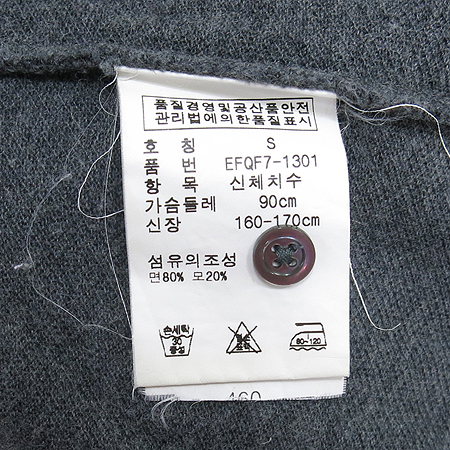 품질경영및공산품안전
관리법에의한품질표시
호 칭 S
품 번 EFQF7-1301
항 목 신체치수
가슴둘레 90cm
신장 160-170cm
섬유의조성
면80% 모20%
손세탁
30
중성
80~120
160